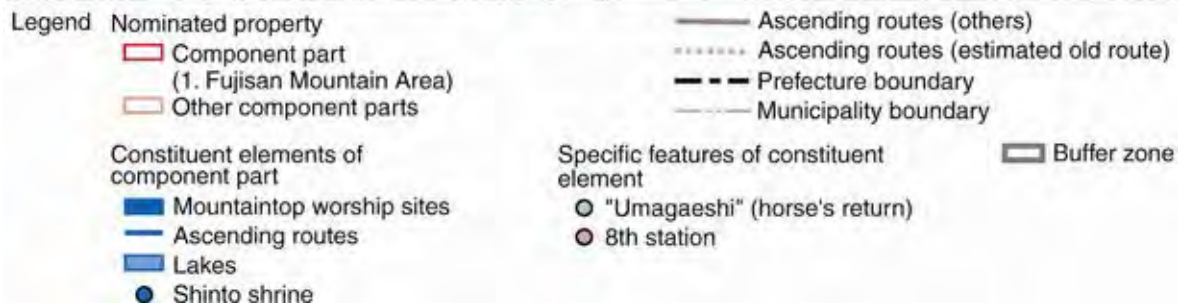 Legend
Nominated property
Component part
(1. Fujisan Mountain Area)
Other component parts
Constituent elements of
component part
Mountaintop worship sites
Ascending routes
Lakes
Shinto shrine
Ascending routes (others)
Ascending routes (estimated old route)
Prefecture boundary
Municipality boundary
Specific features of constituent
element
"Umagaeshi" (horse's return)
8th station
Buffer zone